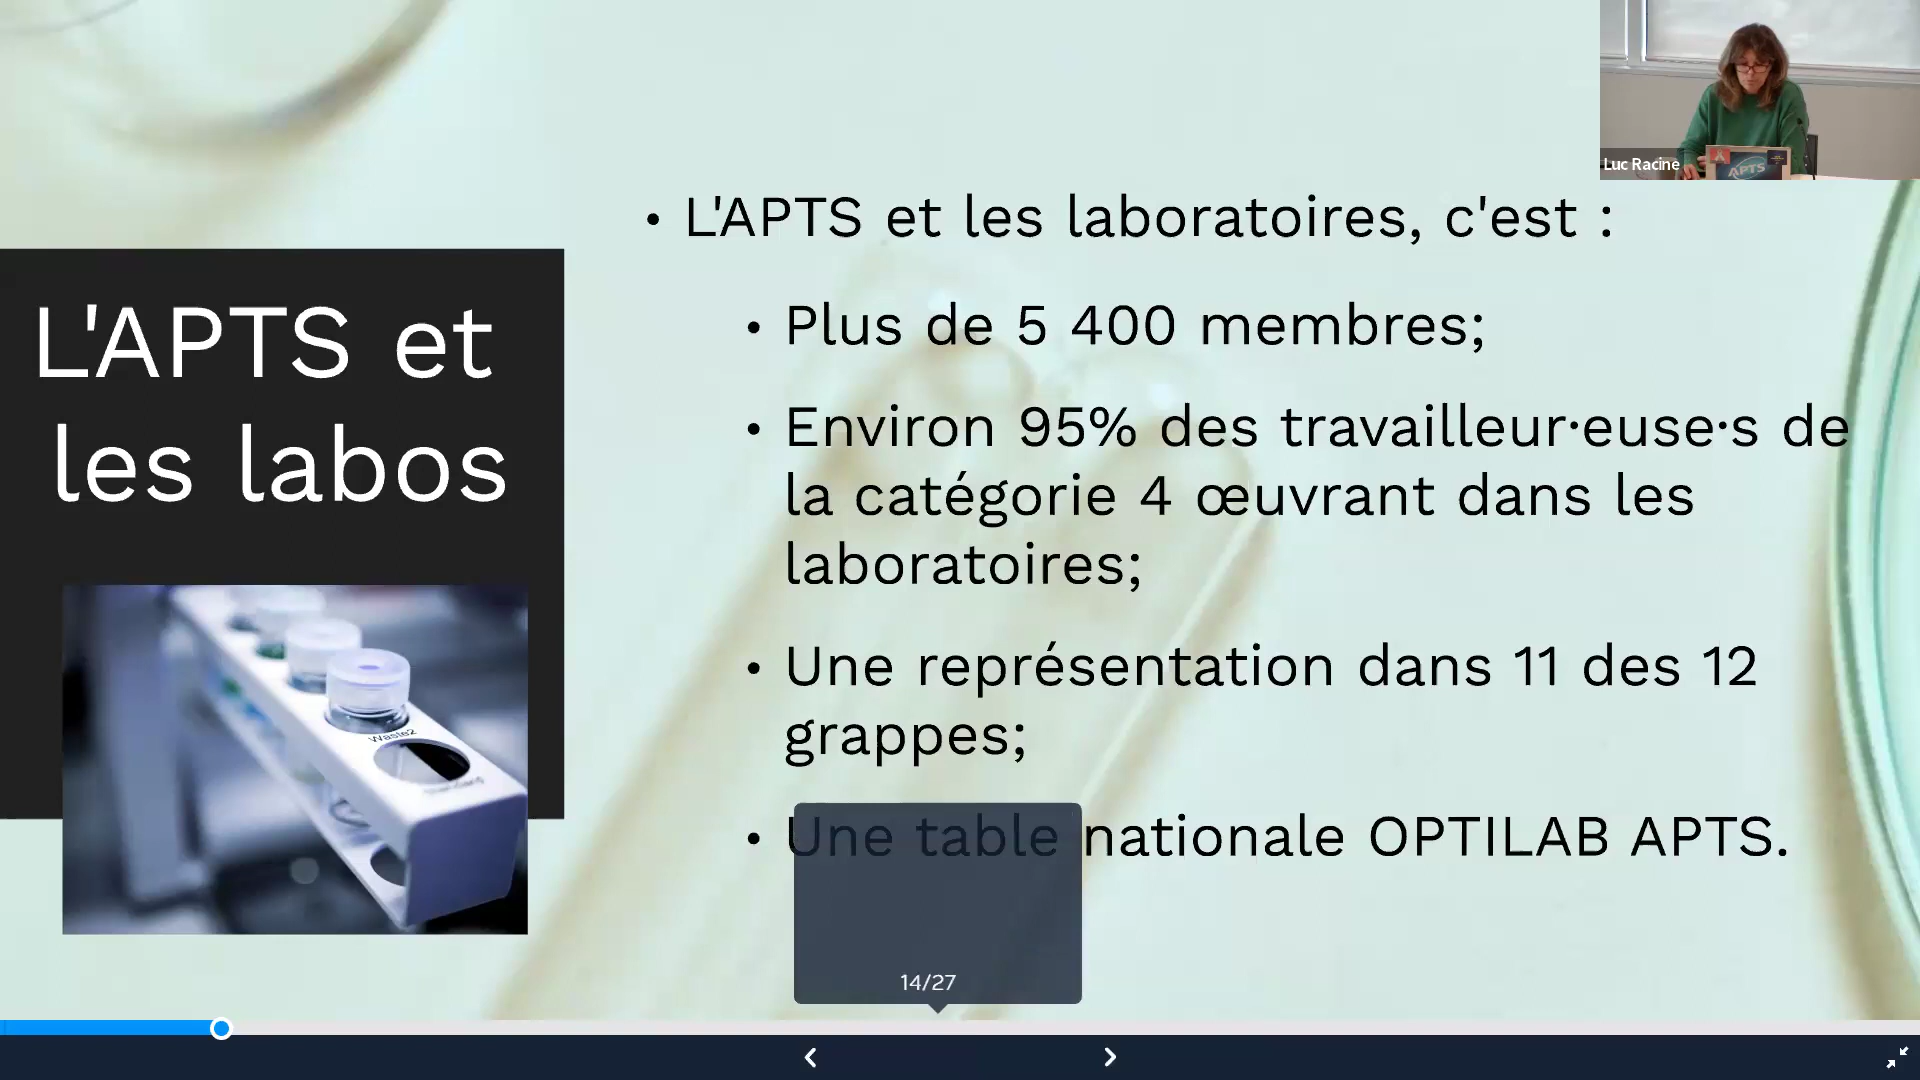 Luc Racine
APTS
L'APTS et
les labos
Waste2
• L'APTS et les laboratoires, c'est :
• Plus de 5 400 membres;
• Environ 95% des travailleur·euse·s de
la catégorie 4 œuvrant dans les
laboratoires;
• Une représentation dans 11 des 12
grappes;
• Une table nationale OPTILAB APTS.
14/27